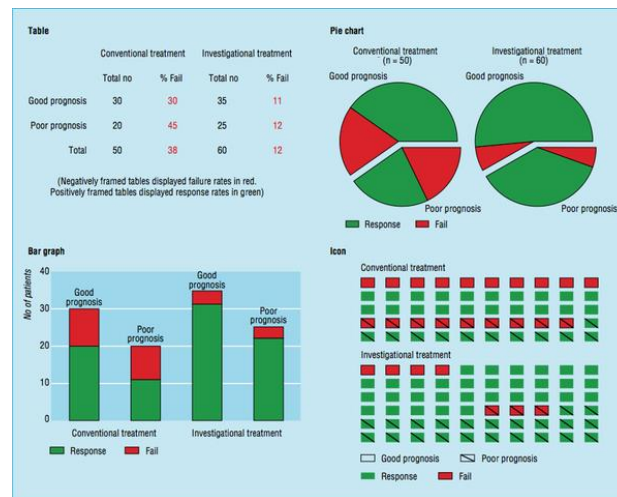 Table
Conventional treatment Investigational treatment
Total no % Fail Total no % Fail
Good prognosis 30 30 35 11
Poor prognosis 20 45 25 12
Total 50 38 60 12
(Negatively framed tables displayed failure rates in red.
Positively framed tables displayed response rates in green)
Pie chart
Conventional treatment
(n = 50)
Investigational treatment
(n = 60)
Good prognosis
Good prognosis
Poor prognosis
Poor prognosis
Response Fail
Bar graph
No of patients
40
30
20
10
0
Good
prognosis
Poor
prognosis
Good
prognosis
Poor
prognosis
Conventional treatment Investigational treatment
Response Fail
Icon
Conventional treatment
Investigational treatment
Good prognosis Poor prognosis
Response Fail